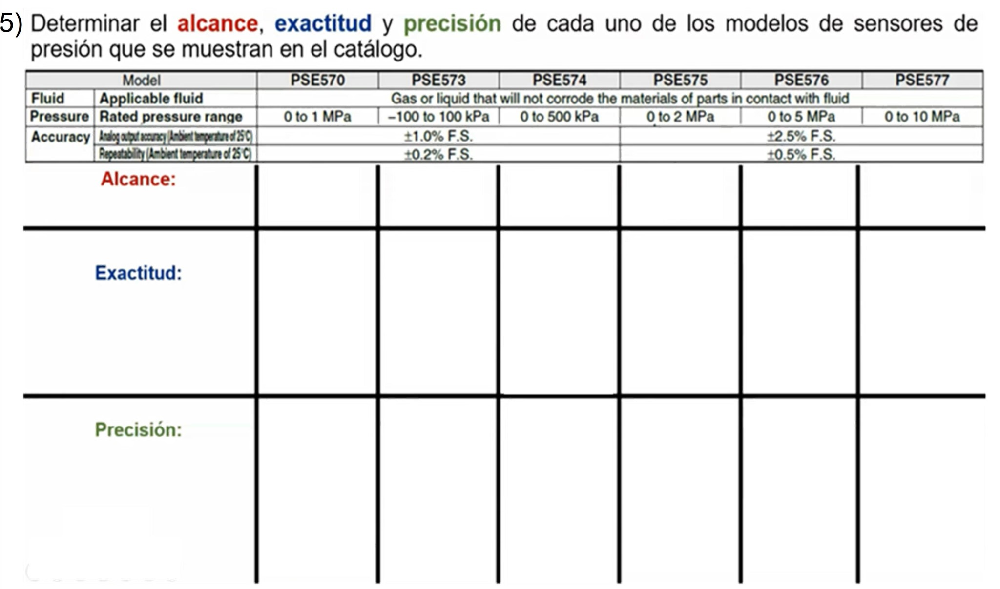 5) Determinar el alcance, exactitud y precisión de cada uno de los modelos de sensores de
presión que se muestran en el catálogo.
Model PSE570 PSE573 PSE574 PSE575 PSE576 PSE577
Fluid Applicable fluid Gas or liquid that will not corrode the materials of parts in contact with fluid
Pressure Rated pressure range 0 to 1 MPa –100 to 100 kPa 0 to 500 kPa 0 to 2 MPa 0 to 5 MPa 0 to 10 MPa
Accuracy Analog output accuracy (Ambient temperature of 25°C) ±1.0% F.S. ±2.5% F.S.
Repeatability (Ambient temperature of 25°C) ±0.2% F.S. ±0.5% F.S.
Alcance:
Exactitud:
Precisión: